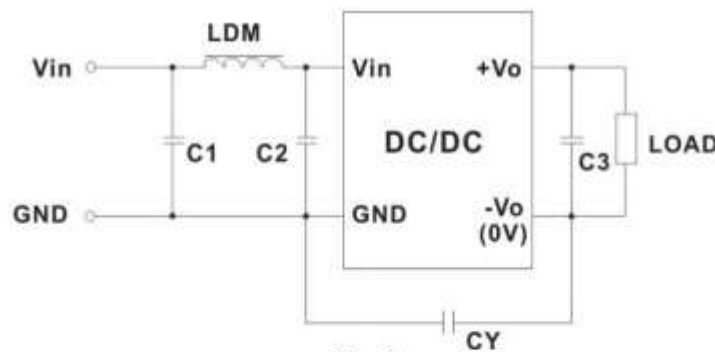 LDM
Vin
Vin
+Vo
C1
C2
DC/DC
C3
LOAD
GND
GND
-Vo
(0V)
CY